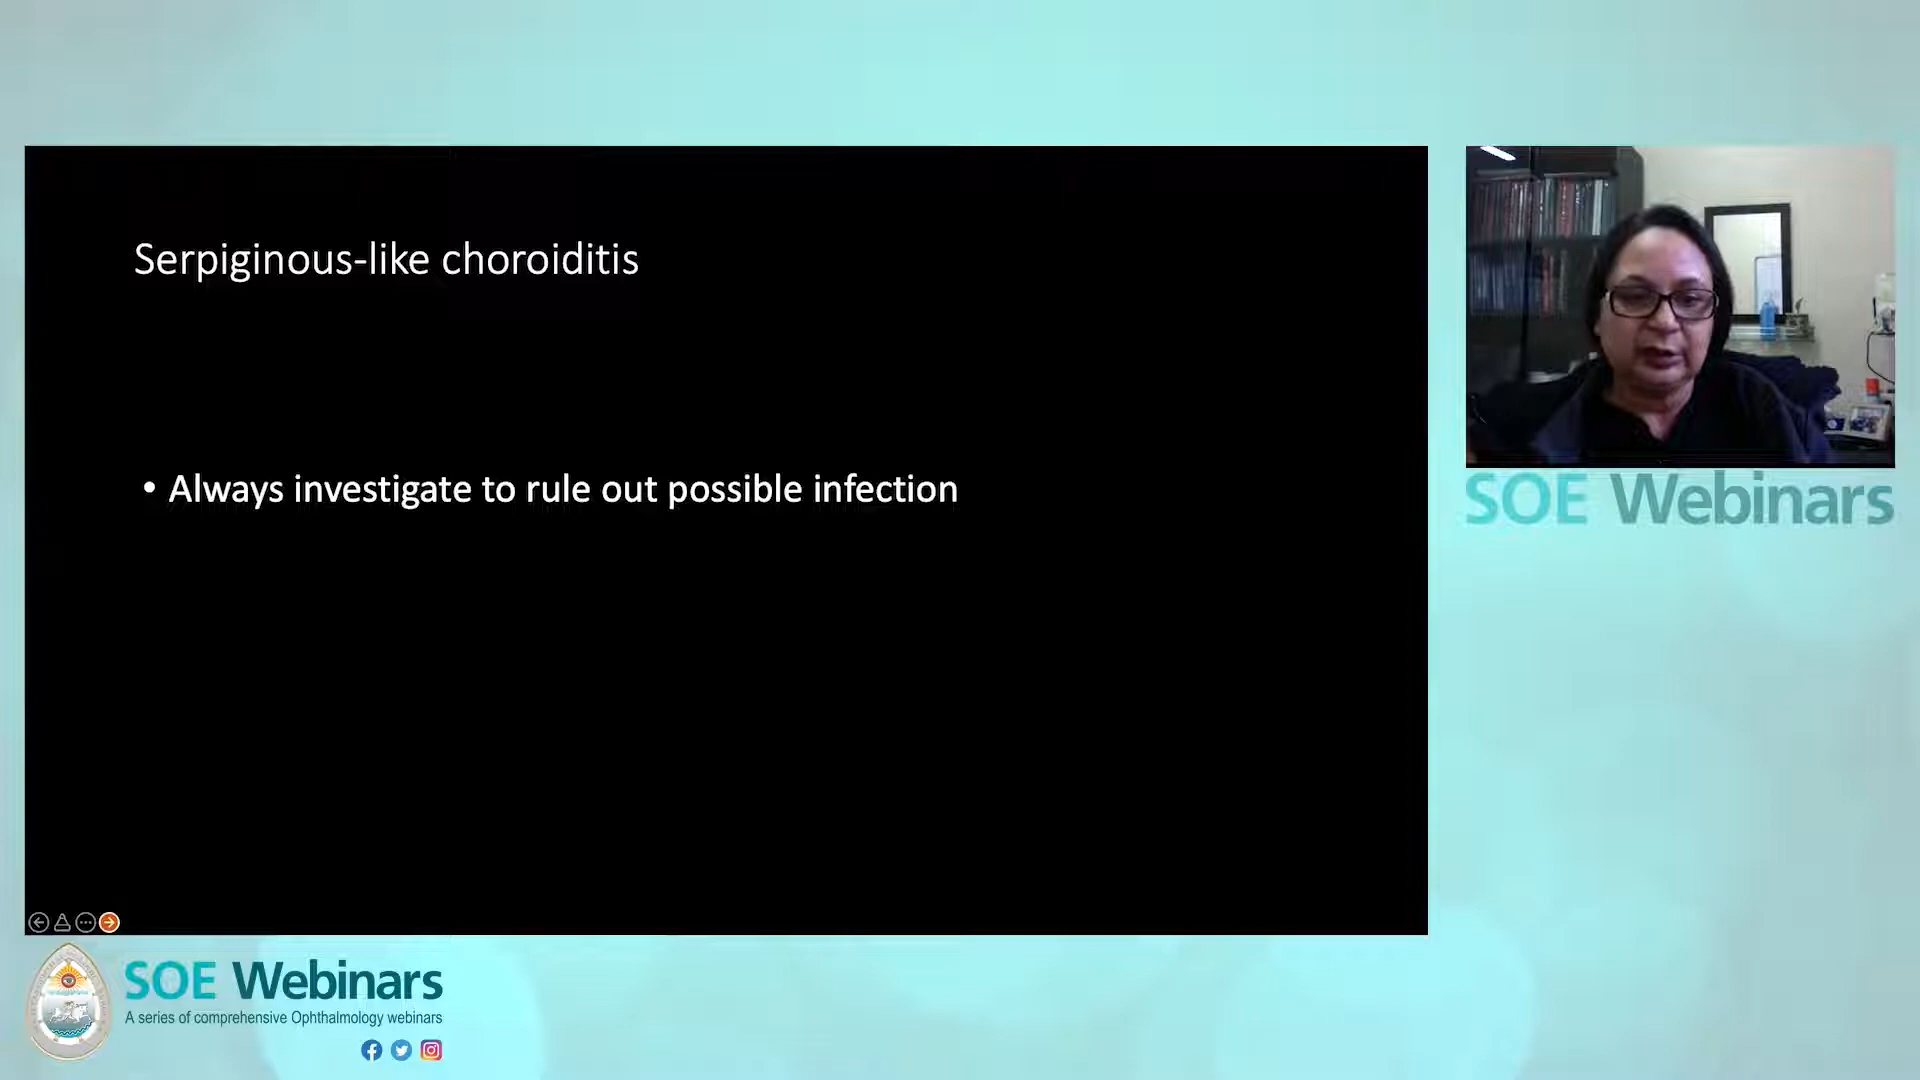 Serpiginous-like choroiditis
• Always investigate to rule out possible infection
SOE Webinars
SOE Webinars
A series of comprehensive Ophthalmology webinars